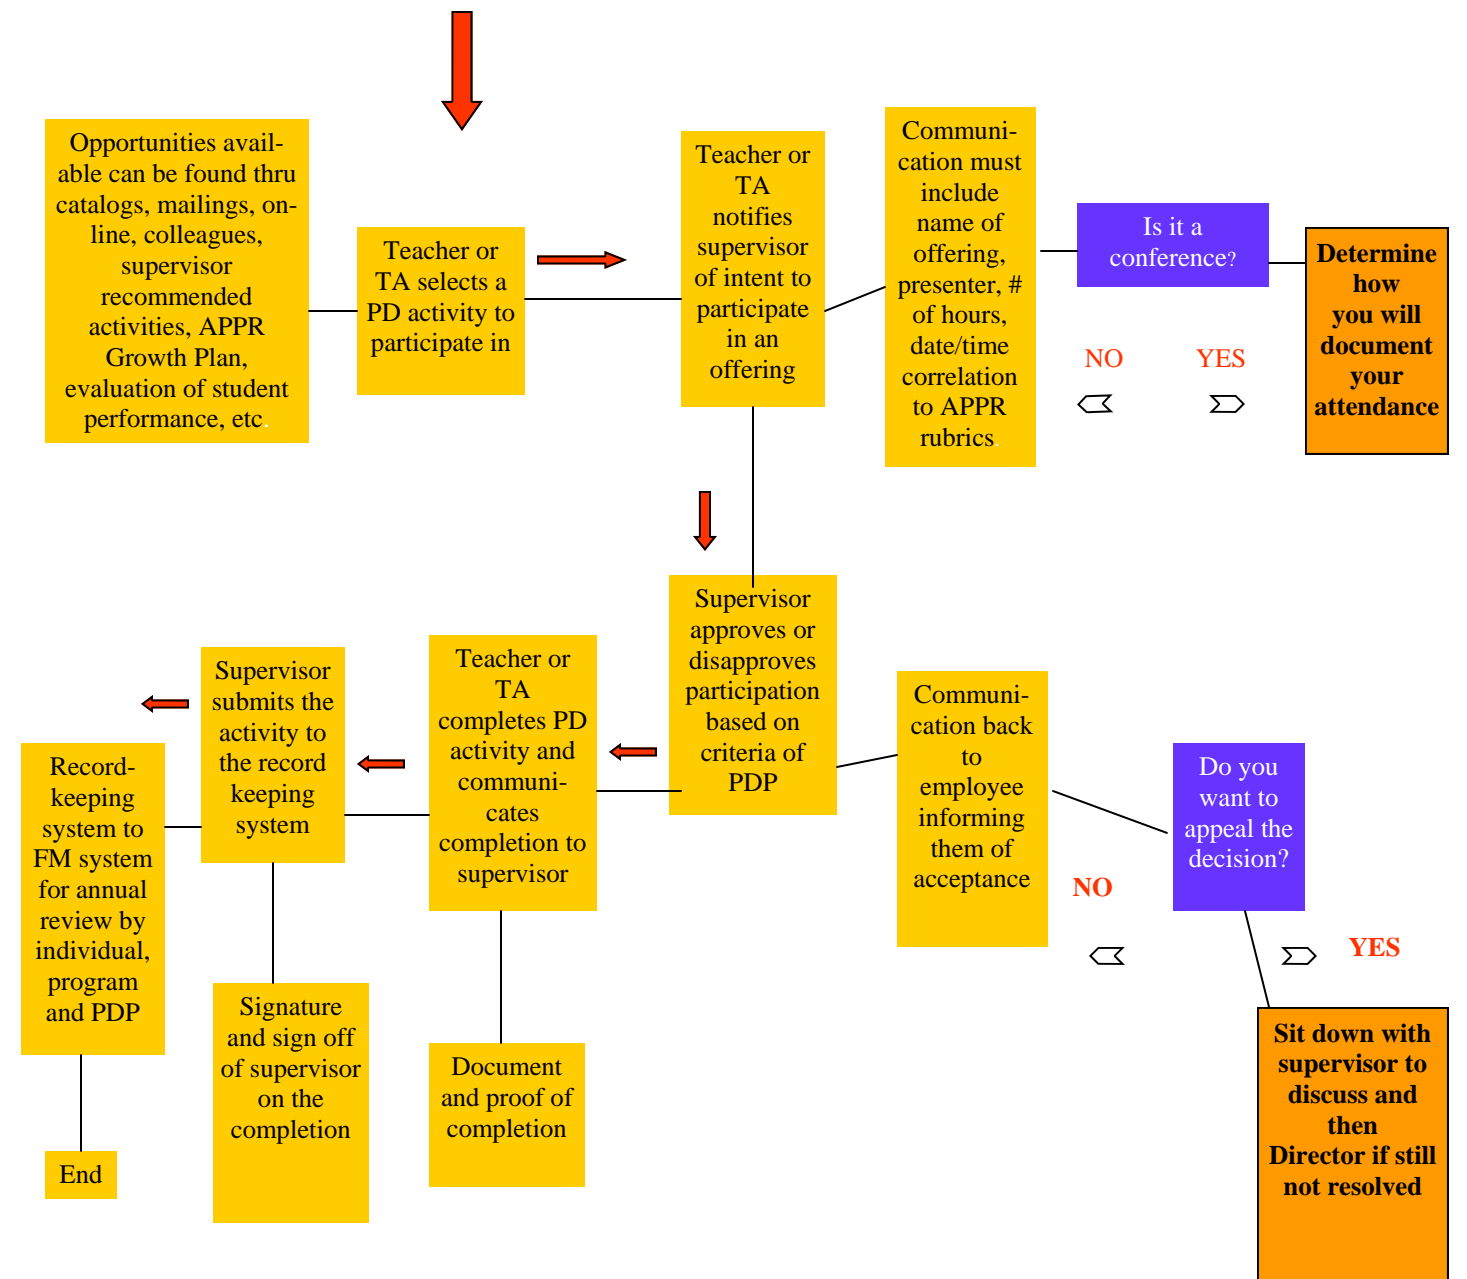 Opportunities avail-
able can be found thru
catalogs, mailings, on-
line, colleagues,
supervisor
recommended
activities, APPR
Growth Plan,
evaluation of student
performance, etc.
Teacher or
TA selects a
PD activity to
participate in
Teacher or
TA
notifies
supervisor
of intent to
participate
in an
offering
Communi-
cation must
include
name of
offering,
presenter, #
of hours,
date/time
correlation
to APPR
rubrics.
Is it a
conference?
NO
YES
Determine
how
you will
document
your
attendance
Supervisor
approves or
disapproves
participation
based on
criteria of
PDP
Communi-
cation back
to
employee
informing
them of
acceptance
Do you
want to
appeal the
decision?
NO
YES
Sit down with
supervisor to
discuss and
then
Director if still
not resolved
Teacher or
TA
completes PD
activity and
communi-
cates
completion to
supervisor
Document
and proof of
completion
Supervisor
submits the
activity to
the record
keeping
system
Signature
and sign off
of supervisor
on the
completion
Record-
keeping
system to
FM system
for annual
review by
individual,
program
and PDP
End